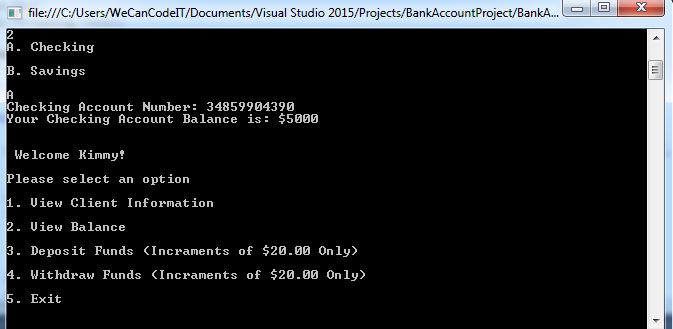 file:///C:/Users/WeCanCodeIT/Documents/Visual Studio 2015/Projects/BankAccountProject/BankA...
2
A. Checking
B. Savings
A
Checking Account Number: 34859904390
Your Checking Account Balance is: $5000
Welcome Kimmy!
Please select an option
1. View Client Information
2. View Balance
3. Deposit Funds (Incraments of $20.00 Only)
4. Withdraw Funds (Incraments of $20.00 Only)
5. Exit